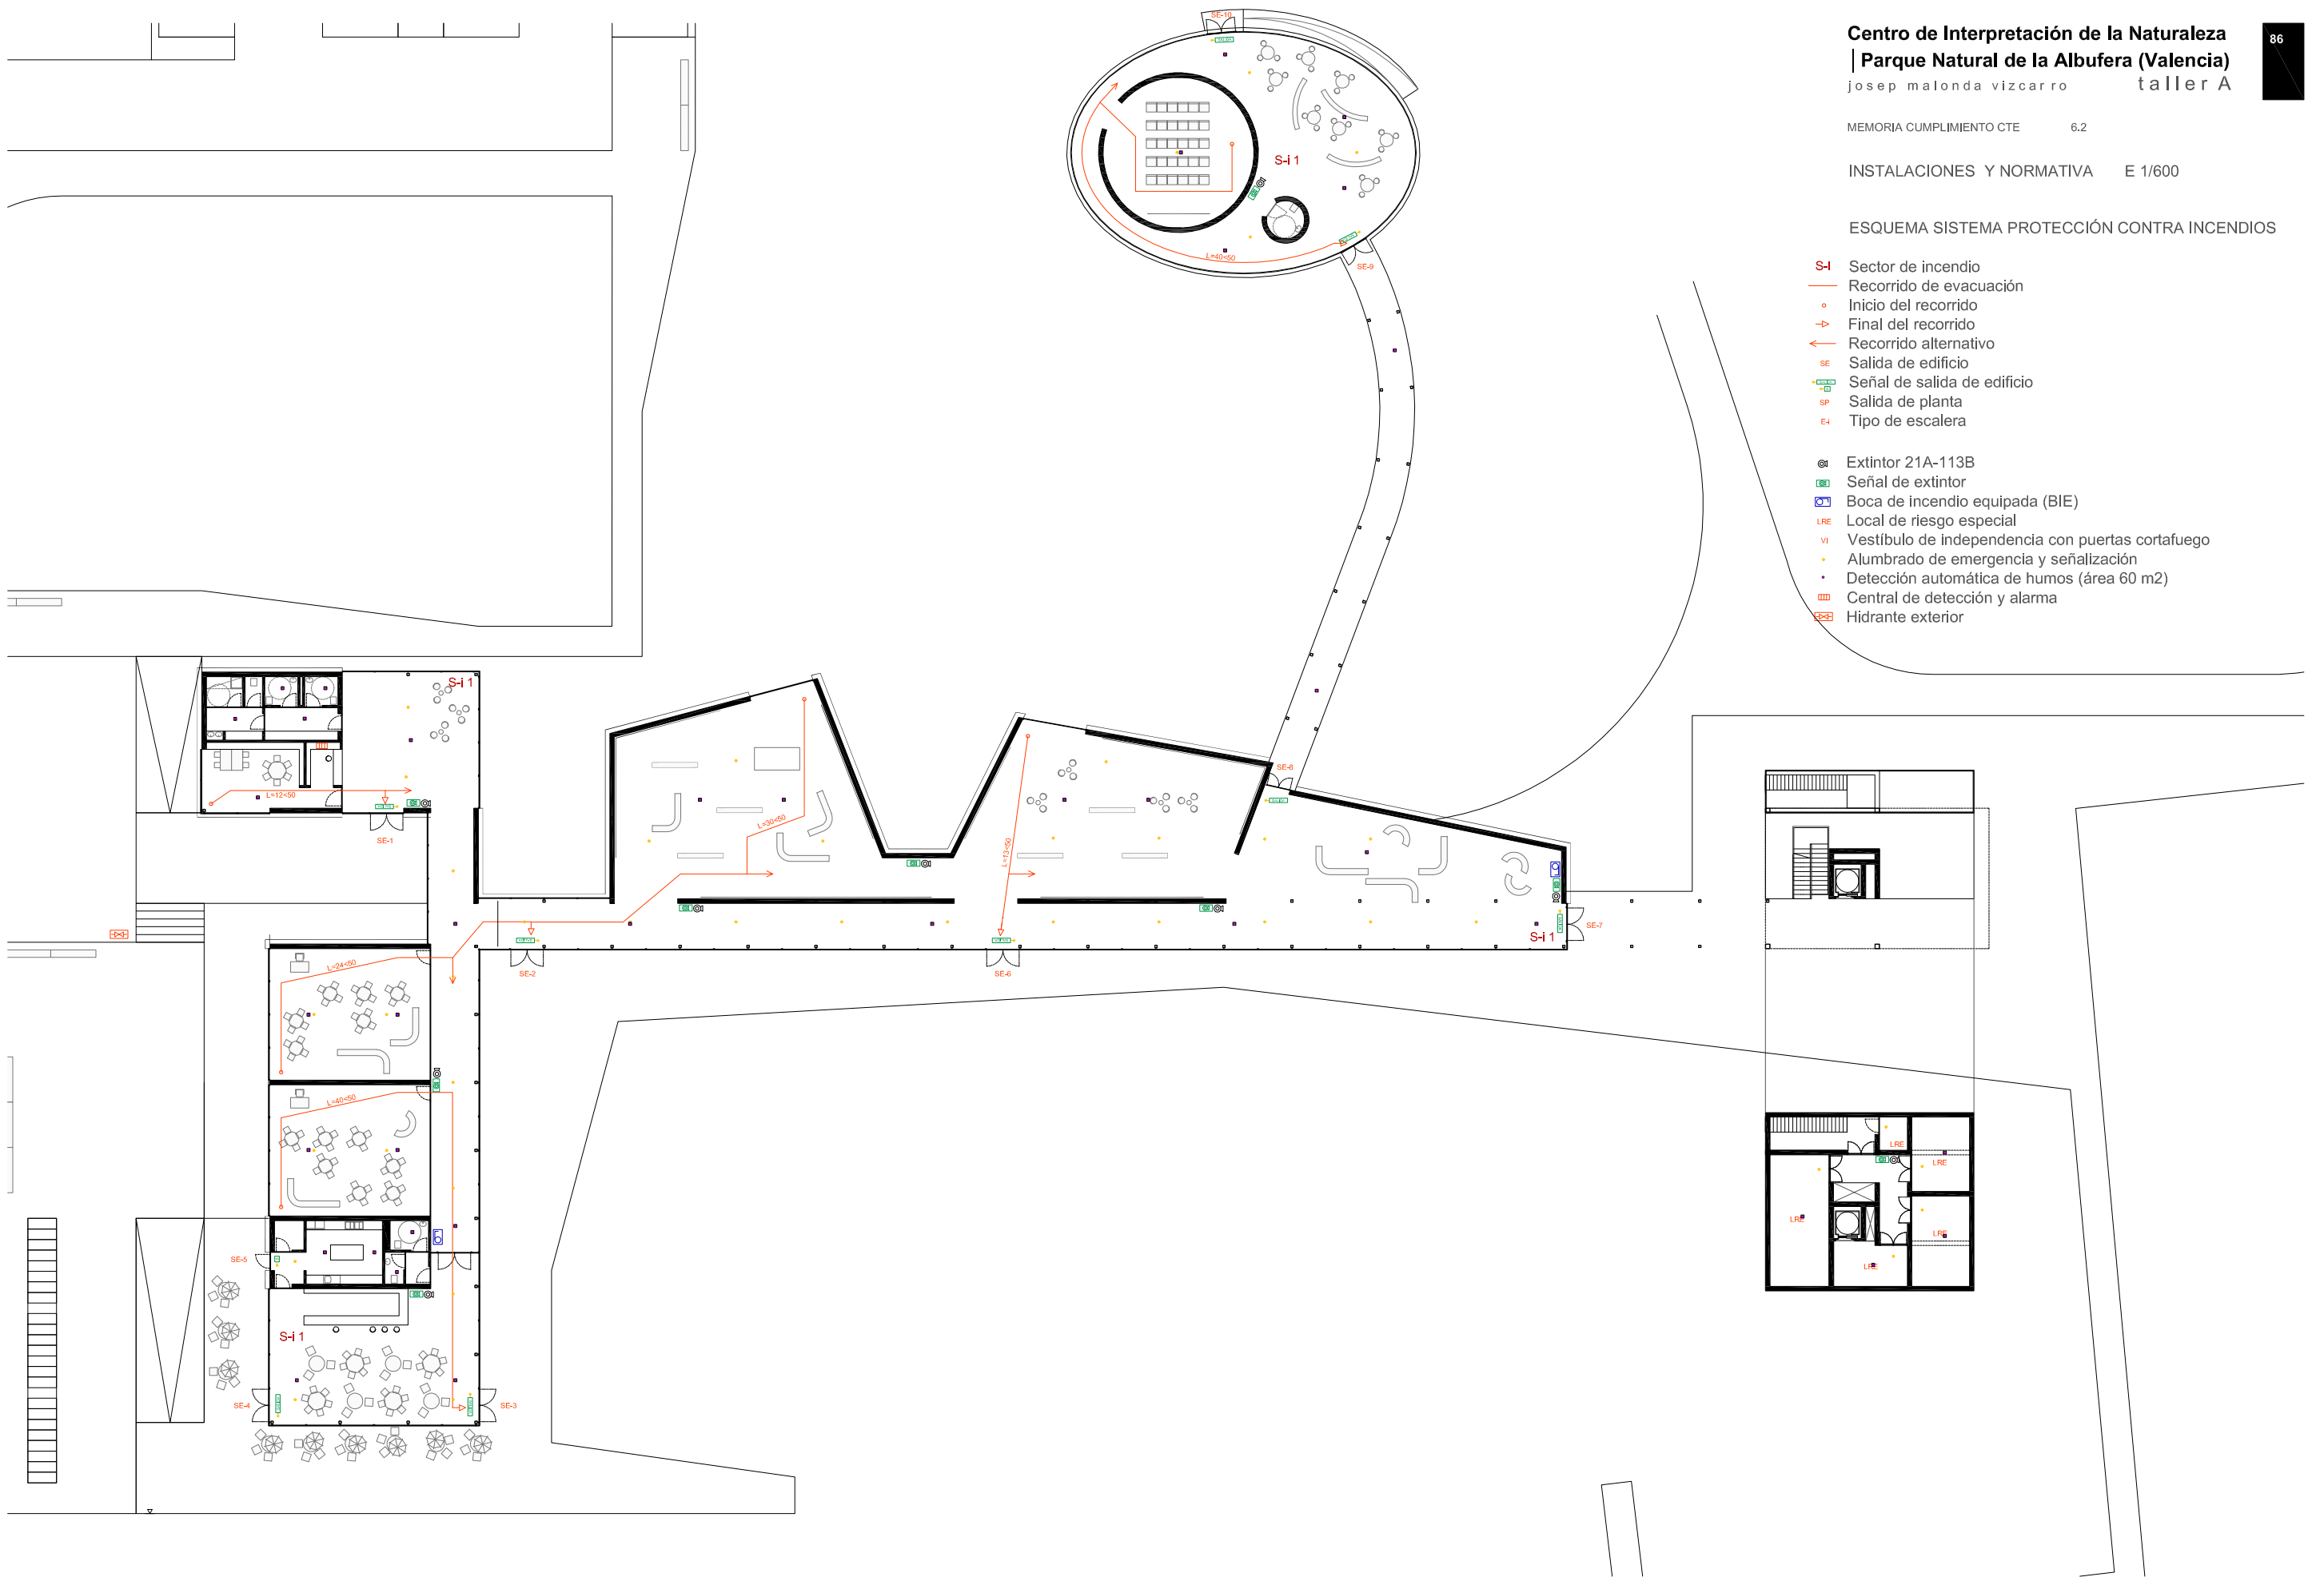 Centro de Interpretación de la Naturaleza
Parque Natural de la Albufera (Valencia)
josep malonda vizcarro taller A
86
MEMORIA CUMPLIMIENTO CTE 6.2
INSTALACIONES Y NORMATIVA E 1/600
ESQUEMA SISTEMA PROTECCIÓN CONTRA INCENDIOS
S-I Sector de incendio
Recorrido de evacuación
Inicio del recorrido
Final del recorrido
Recorrido alternativo
SE Salida de edificio
Señal de salida de edificio
SP Salida de planta
E-i Tipo de escalera
Extintor 21A-113B
Señal de extintor
Boca de incendio equipada (BIE)
LRE Local de riesgo especial
VI Vestíbulo de independencia con puertas cortafuego
Alumbrado de emergencia y señalización
Detección automática de humos (área 60 m2)
Central de detección y alarma
Hidrante exterior
SE-10
S-i 1
L=40<50
SE-9
S-i 1
L=12<50
SE-1
L=30<50
L=13<50
SE-8
SE-7
S-i 1
SE-2
SE-6
L=24<50
L=40<50
SE-5
S-i 1
SE-4
SE-3
LRE
LRE
LRE
LRE
LRE